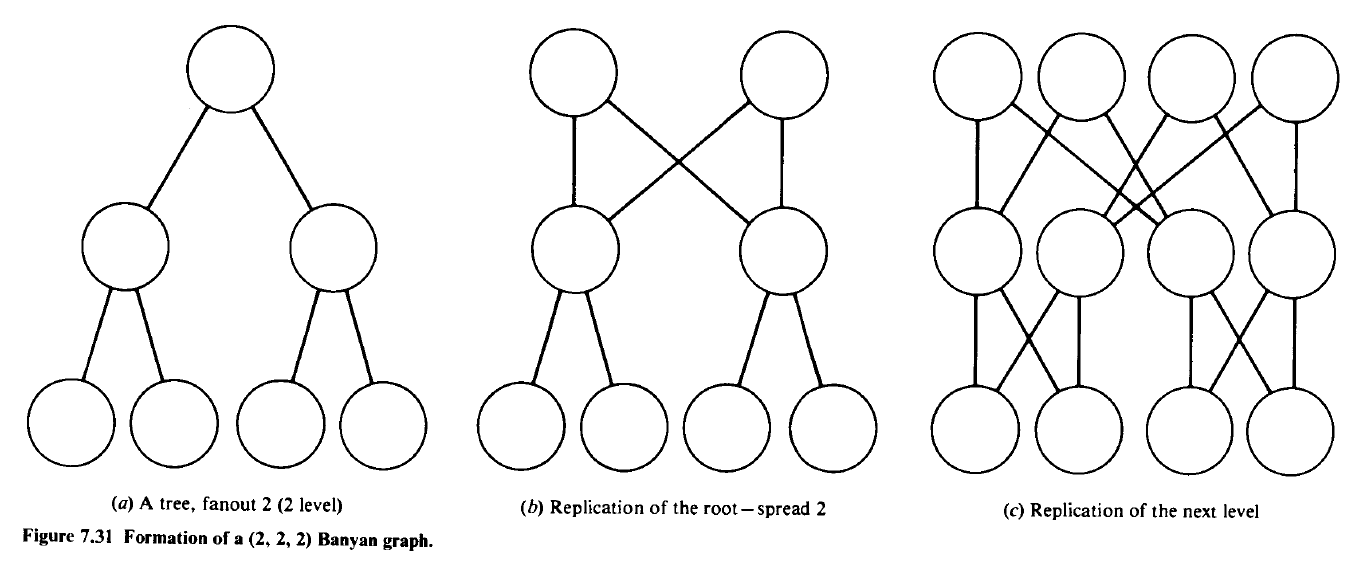 (a) A tree, fanout 2 (2 level)
(b) Replication of the root – spread 2
(c) Replication of the next level
Figure 7.31 Formation of a (2, 2, 2) Banyan graph.